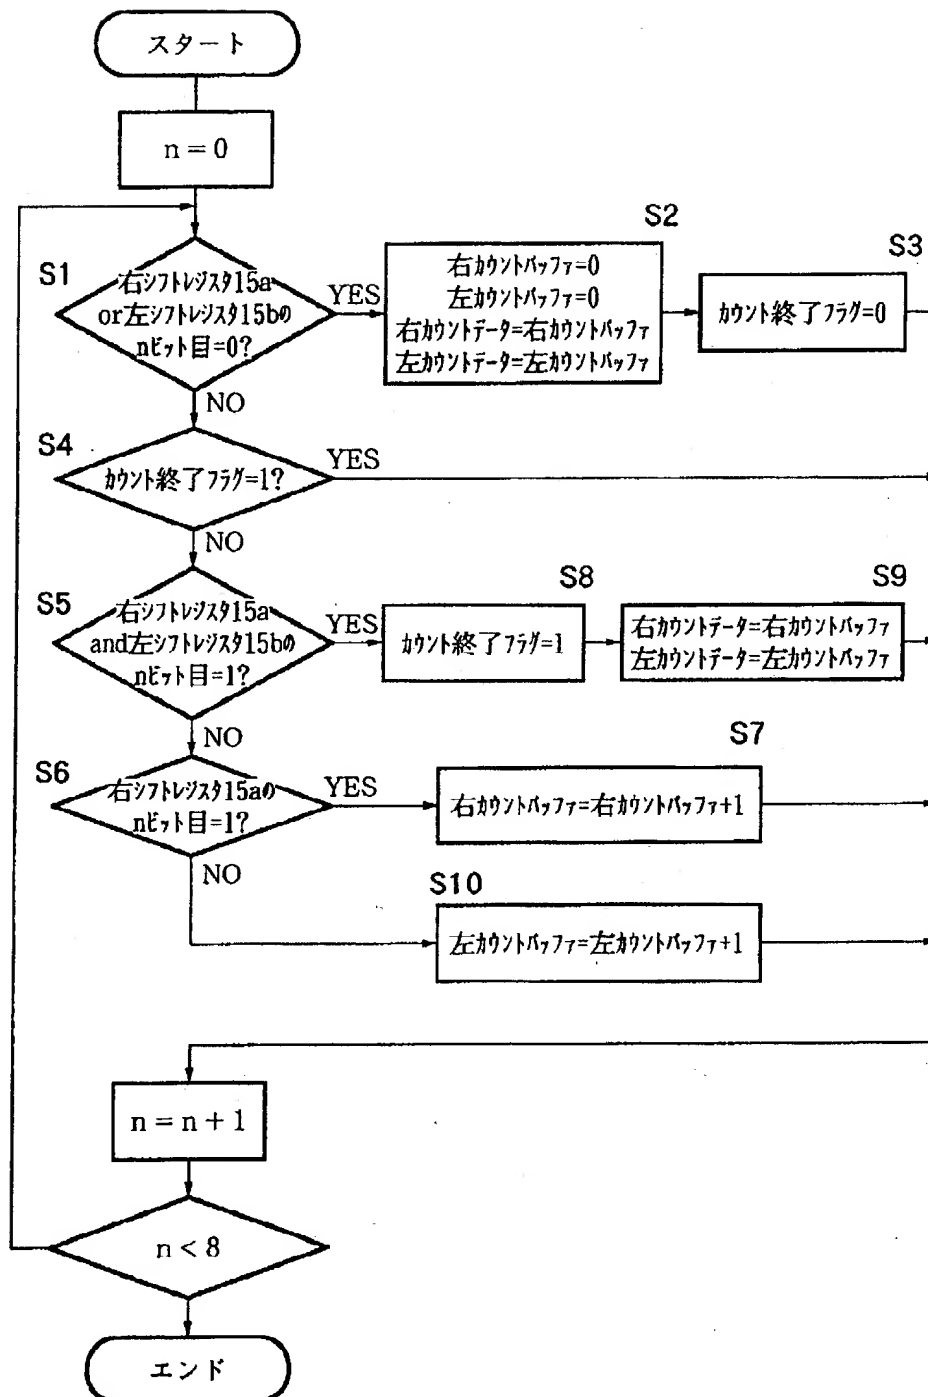 スタート
n = 0
S1
右シフトレジスタ15a
or左シフトレジスタ15bの
nビット目=0?
YES
NO
S2
右カウントバッファ=0
左カウントバッファ=0
右カウントデータ=右カウントバッファ
左カウントデータ=左カウントバッファ
S3
カウント終了フラグ=0
S4
カウント終了フラグ=1?
YES
NO
S5
右シフトレジスタ15a
and左シフトレジスタ15bの
nビット目=1?
YES
NO
S8
カウント終了フラグ=1
S9
右カウントデータ=右カウントバッファ
左カウントデータ=左カウントバッファ
S6
右シフトレジスタ15aの
nビット目=1?
YES
NO
S7
右カウントバッファ=右カウントバッファ+1
S10
左カウントバッファ=左カウントバッファ+1
n = n + 1
n < 8
エンド